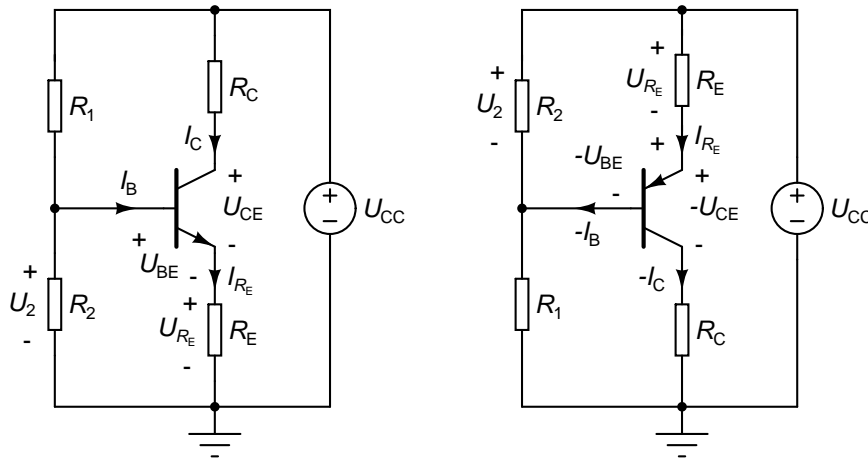 R1
RC
IC
IB
+
UCE
-
+
UBE
-
IRE
+
U2
-
R2
+
URE
-
RE
+
-
UCC
+
U2
-
R2
+
URE
-
RE
+
IRE
-UBE
-
+
-UCE
-
-IB
-IC
R1
RC
+
-
UCC